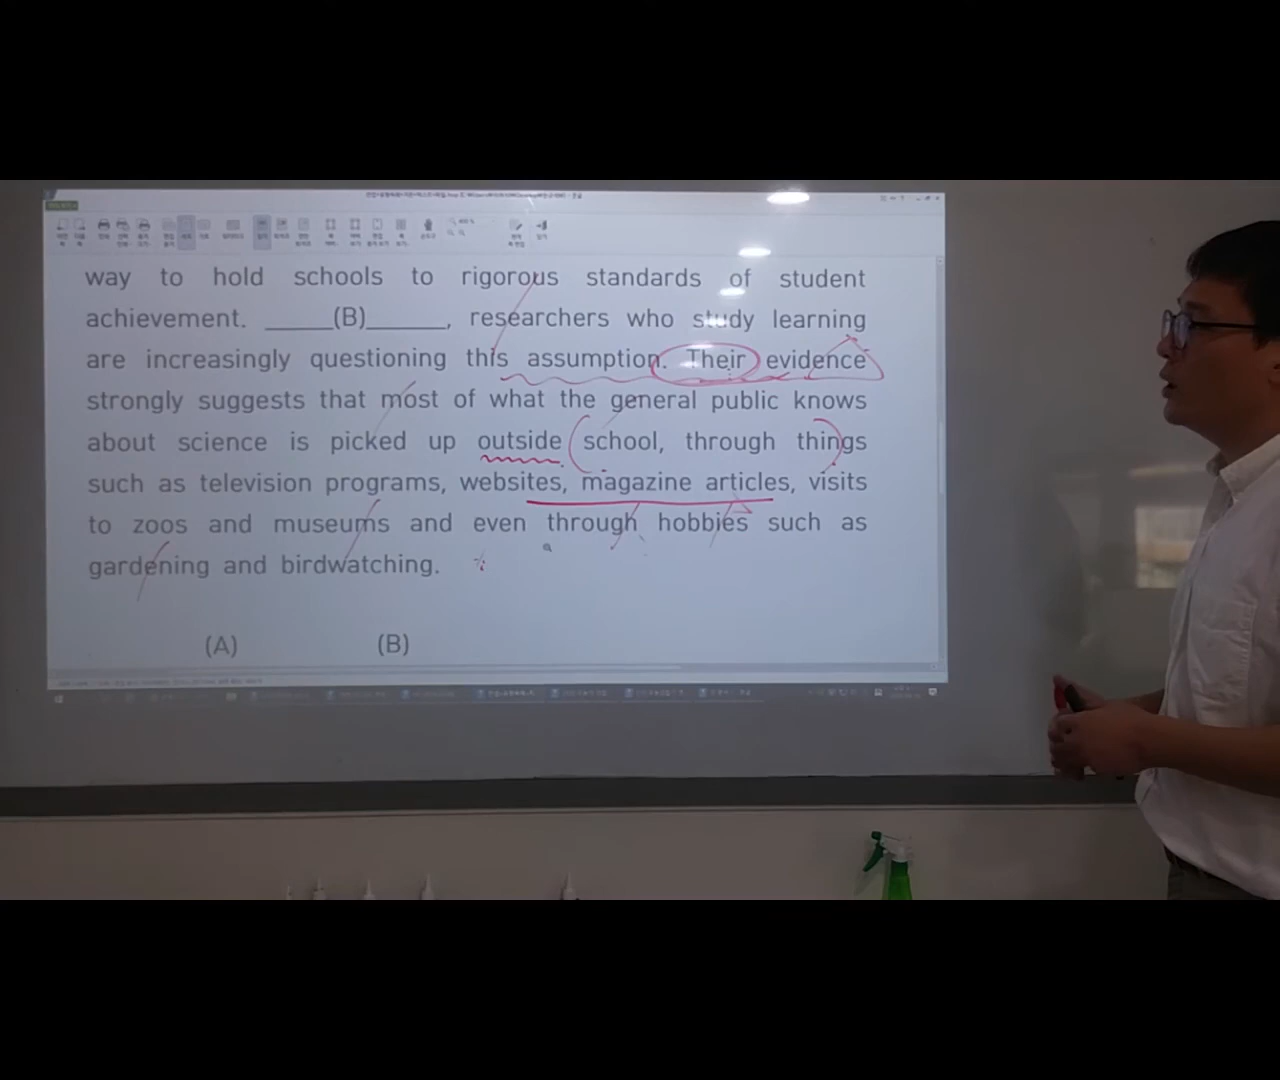 way to hold schools to rigorous standards of student
achievement. _____(B)______, researchers who study learning
are increasingly questioning this assumption. Their evidence
strongly suggests that most of what the general public knows
about science is picked up outside school, through things
such as television programs, websites, magazine articles, visits
to zoos and museums and even through hobbies such as
gardening and birdwatching.
(A) (B)